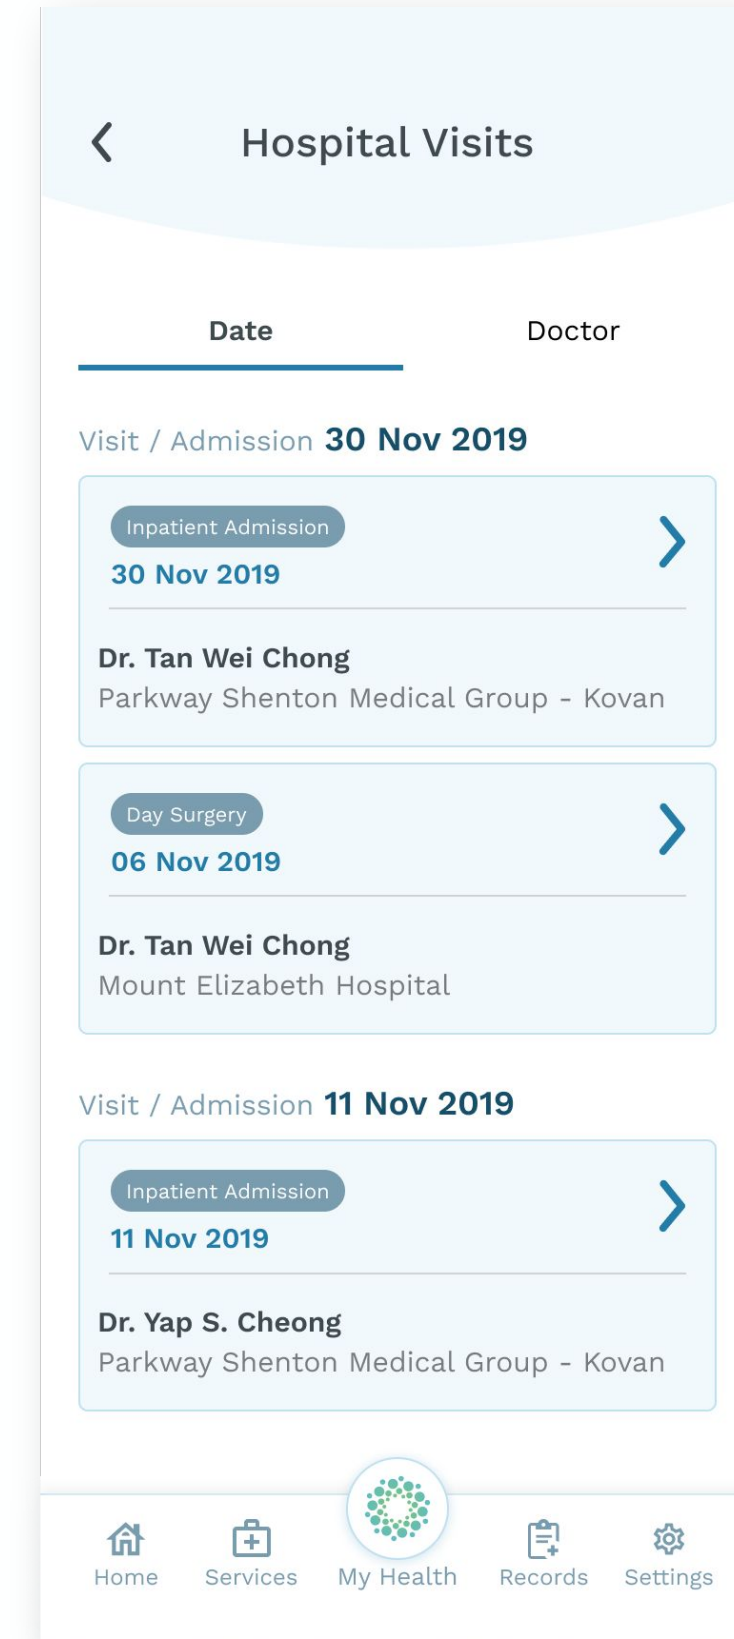 Hospital Visits
Date
Doctor
Visit / Admission 30 Nov 2019
Inpatient Admission
30 Nov 2019
Dr. Tan Wei Chong
Parkway Shenton Medical Group - Kovan
Day Surgery
06 Nov 2019
Dr. Tan Wei Chong
Mount Elizabeth Hospital
Visit / Admission 11 Nov 2019
Inpatient Admission
11 Nov 2019
Dr. Yap S. Cheong
Parkway Shenton Medical Group - Kovan
Home
Services
My Health
Records
Settings